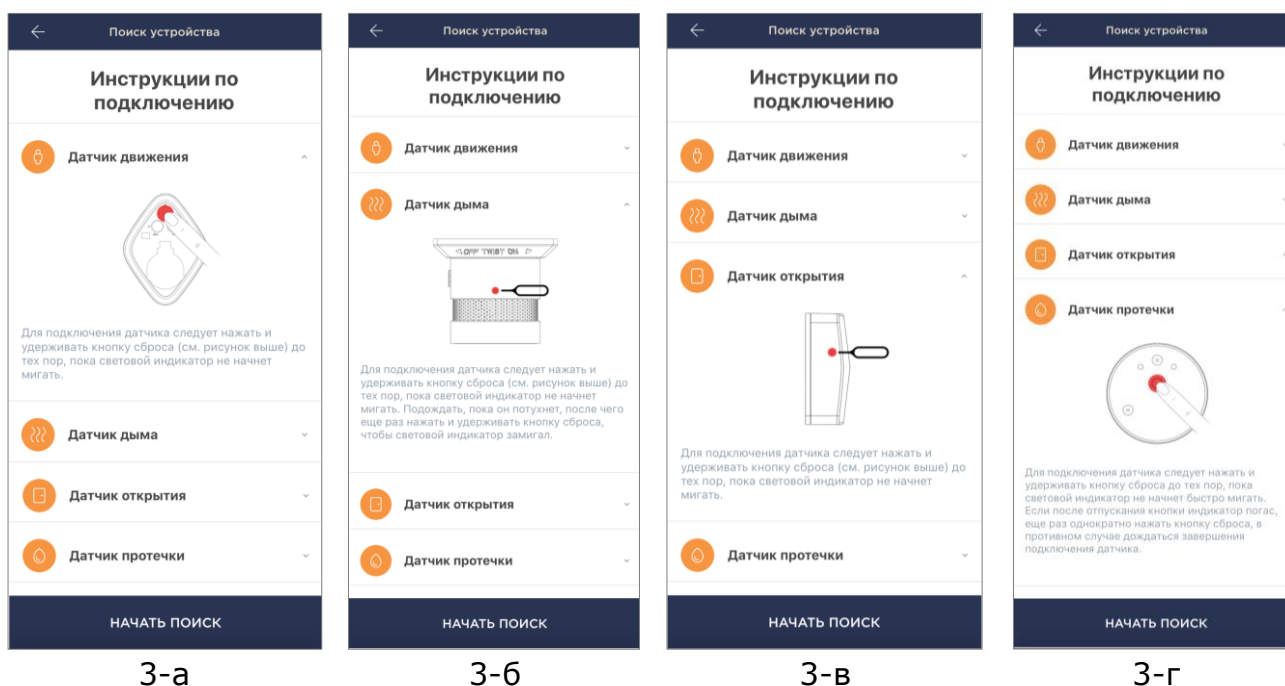 Поиск устройства
Инструкции по
подключению
Датчик движения
Для подключения датчика следует нажать и
удерживать кнопку сброса (см. рисунок выше) до
тех пор, пока световой индикатор не начнет
мигать.
Датчик дыма
Датчик открытия
Датчик протечки
НАЧАТЬ ПОИСК
3-а
Поиск устройства
Инструкции по
подключению
Датчик движения
Датчик дыма
OFF TWIST ON
Для подключения датчика следует нажать и
удерживать кнопку сброса (см. рисунок выше) до
тех пор, пока световой индикатор не начнет
мигать. Подождать, пока он потухнет, после чего
еще раз нажать и удерживать кнопку сброса,
чтобы световой индикатор замигал.
Датчик открытия
Датчик протечки
НАЧАТЬ ПОИСК
3-б
Поиск устройства
Инструкции по
подключению
Датчик движения
Датчик дыма
Датчик открытия
Для подключения датчика следует нажать и
удерживать кнопку сброса (см. рисунок выше) до
тех пор, пока световой индикатор не начнет
мигать.
Датчик протечки
НАЧАТЬ ПОИСК
3-в
Поиск устройства
Инструкции по
подключению
Датчик движения
Датчик дыма
Датчик открытия
Датчик протечки
Для подключения датчика следует нажать и
удерживать кнопку сброса до тех пор, пока
световой индикатор не начнет быстро мигать.
Если после отпускания кнопки индикатор погас,
еще раз однократно нажать кнопку сброса, в
противном случае дождаться завершения
подключения датчика.
НАЧАТЬ ПОИСК
3-г